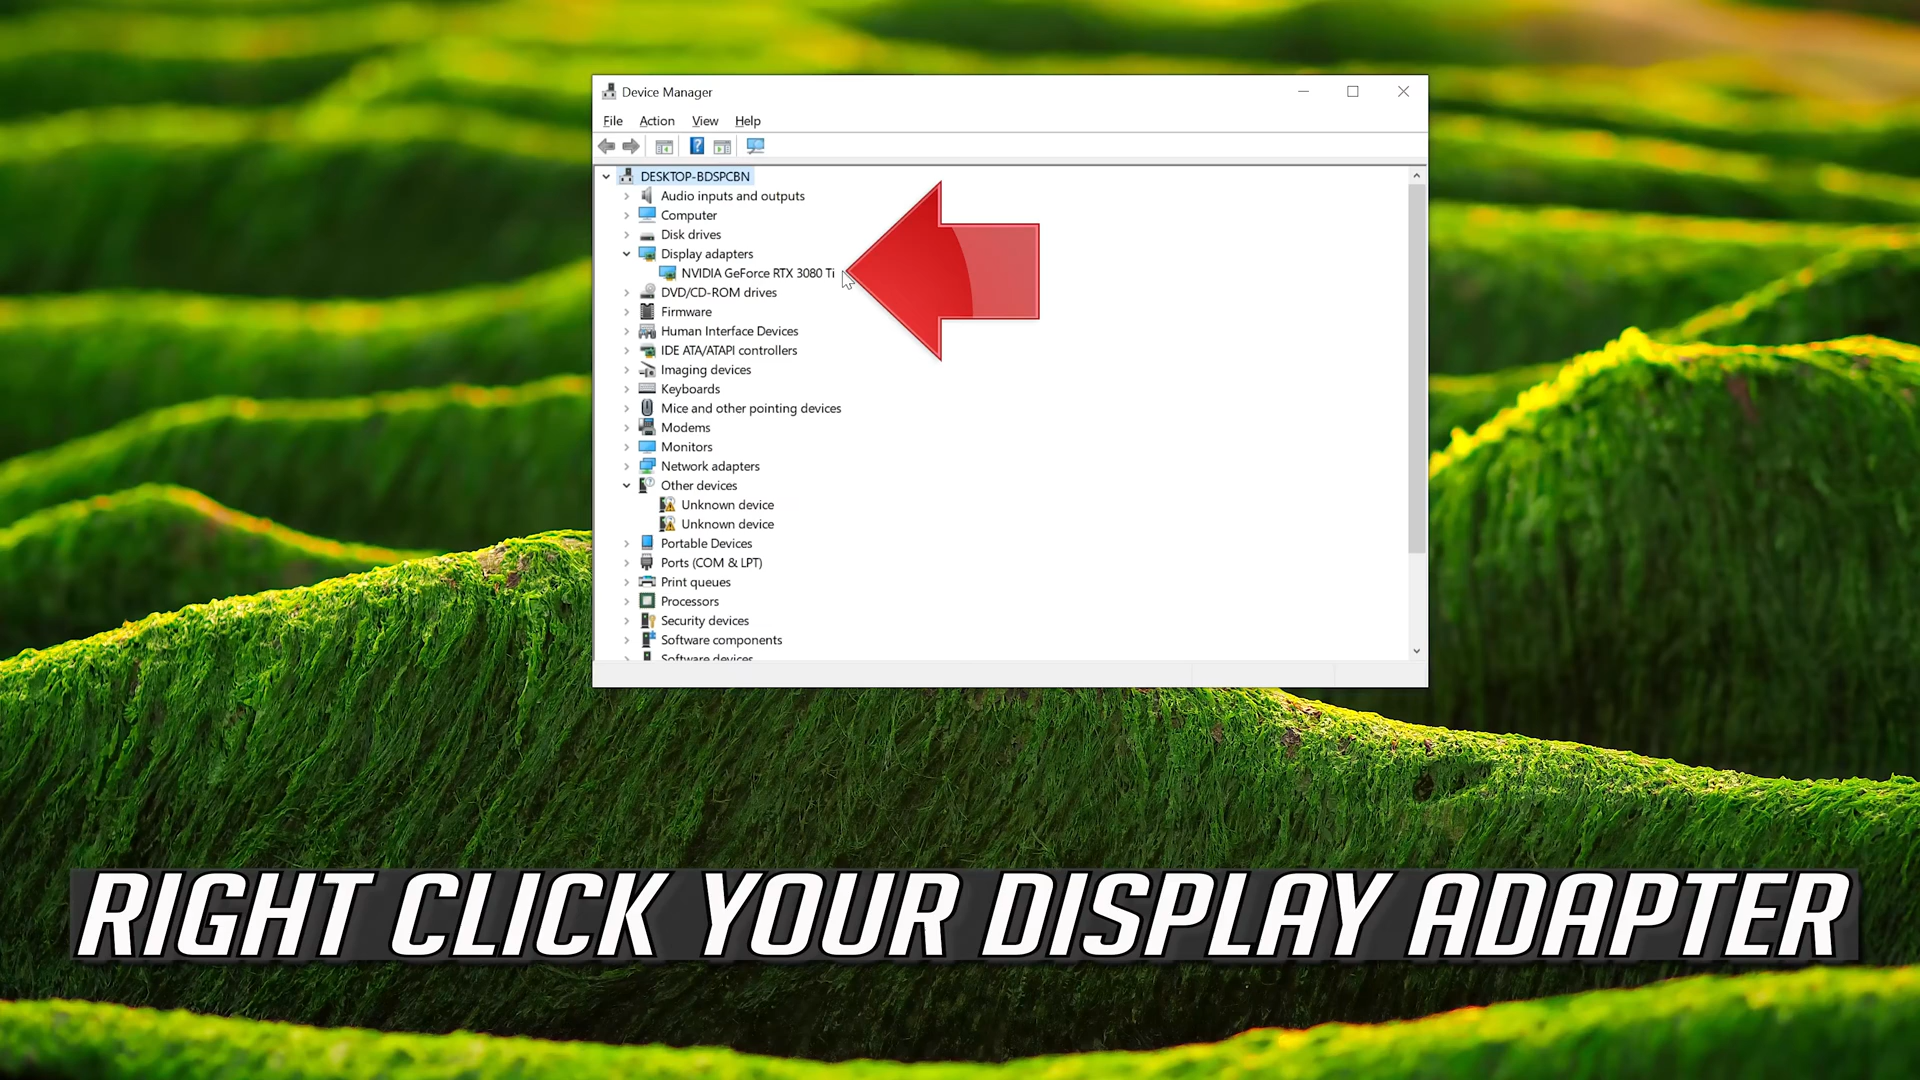 Device Manager
File Action View Help
DESKTOP-BDSPCBN
Audio inputs and outputs
Computer
Disk drives
Display adapters
NVIDIA GeForce RTX 3080 Ti
DVD/CD-ROM drives
Firmware
Human Interface Devices
IDE ATA/ATAPI controllers
Imaging devices
Keyboards
Mice and other pointing devices
Modems
Monitors
Network adapters
Other devices
Unknown device
Unknown device
Portable Devices
Ports (COM & LPT)
Print queues
Processors
Security devices
Software components
Software devices
RIGHT CLICK YOUR DISPLAY ADAPTER